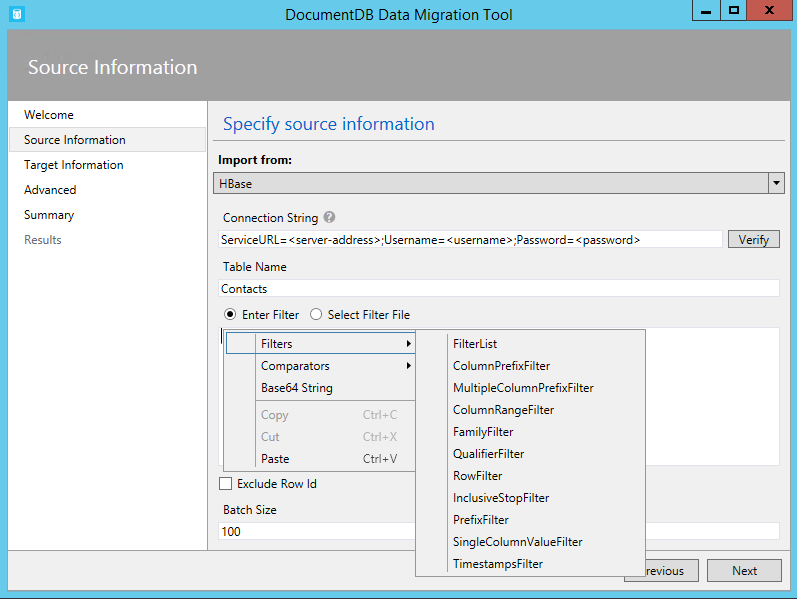 DocumentDB Data Migration Tool
Source Information
Welcome
Source Information
Target Information
Advanced
Summary
Results
Specify source information
Import from:
HBase
Connection String ?
ServiceURL=<server-address>;Username=<username>;Password=<password>
Verify
Table Name
Contacts
Enter Filter
Select Filter File
Filters
Comparators
Base64 String
Copy Ctrl+C
Cut Ctrl+X
Paste Ctrl+V
FilterList
ColumnPrefixFilter
MultipleColumnPrefixFilter
ColumnRangeFilter
FamilyFilter
QualifierFilter
RowFilter
InclusiveStopFilter
PrefixFilter
SingleColumnValueFilter
TimestampsFilter
Exclude Row Id
Batch Size
100
revious
Next